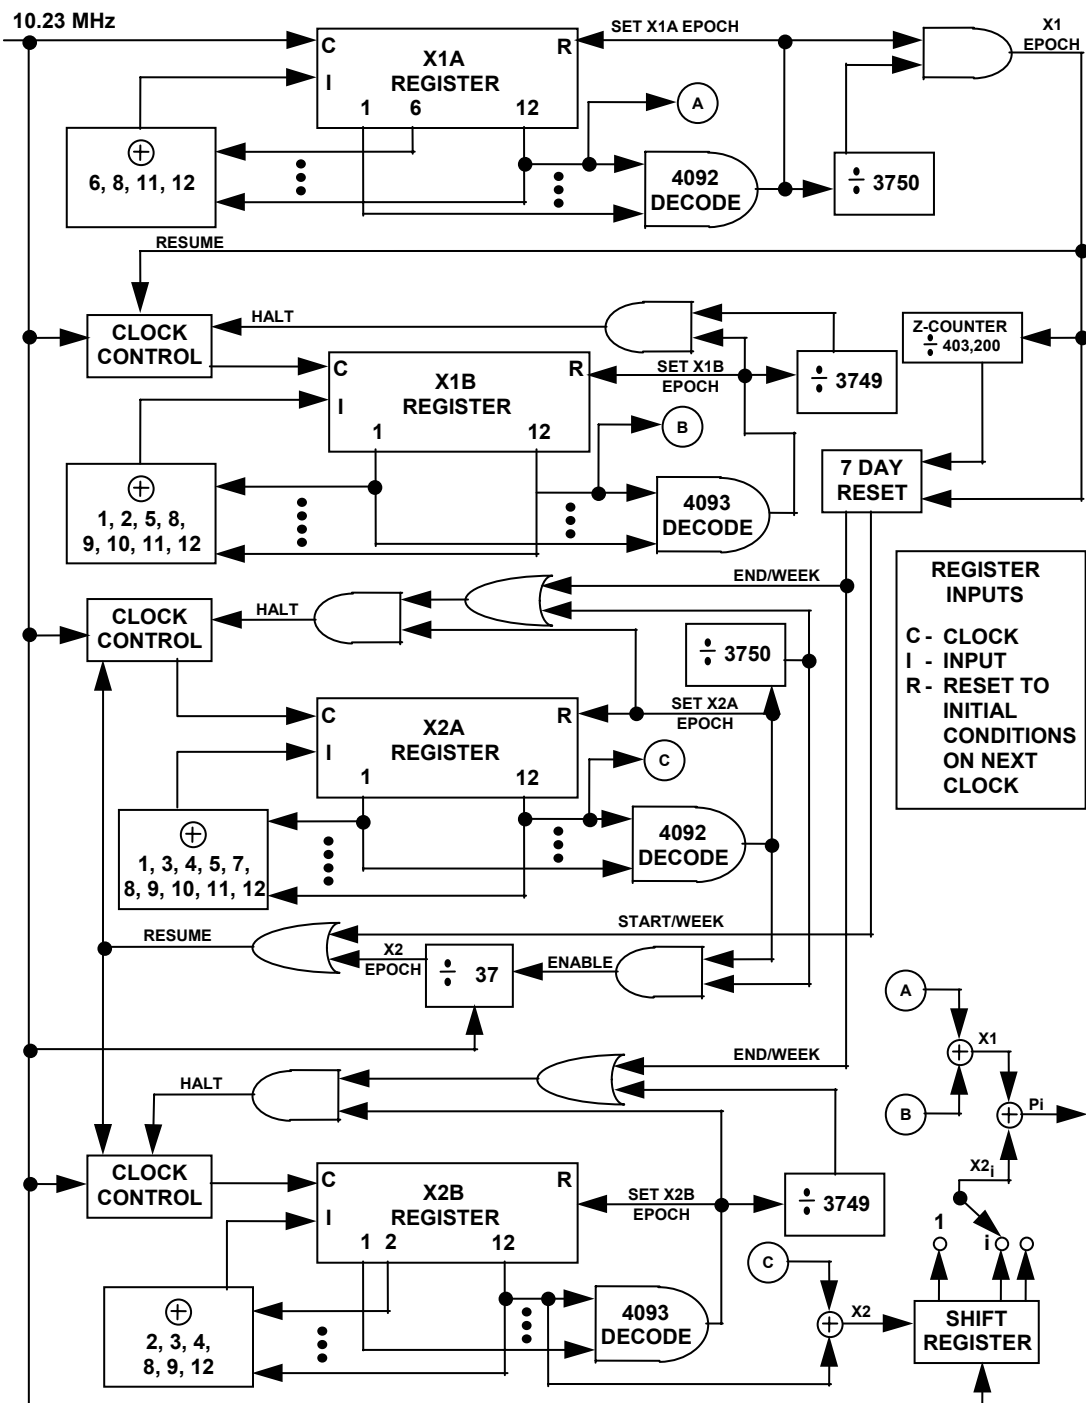 10.23 MHz
C
X1A
REGISTER
R
I
1 6 12
SET X1A EPOCH
X1
EPOCH
A
⊕
6, 8, 11, 12
4092
DECODE
÷ 3750
RESUME
CLOCK
CONTROL
HALT
Z-COUNTER
÷ 403,200
C
X1B
REGISTER
R
I
1 12
SET X1B
EPOCH
÷ 3749
B
⊕
1, 2, 5, 8,
9, 10, 11, 12
4093
DECODE
7 DAY
RESET
END/WEEK
CLOCK
CONTROL
HALT
÷ 3750
REGISTER
INPUTS
C - CLOCK
I - INPUT
R - RESET TO
INITIAL
CONDITIONS
ON NEXT
CLOCK
C
X2A
REGISTER
R
I
1 12
SET X2A
EPOCH
C
⊕
1, 3, 4, 5, 7,
8, 9, 10, 11, 12
4092
DECODE
START/WEEK
RESUME
X2
EPOCH
÷ 37
ENABLE
A
X1
B
Pi
X2i
END/WEEK
HALT
CLOCK
CONTROL
C
X2B
REGISTER
R
I
1 2 12
SET X2B
EPOCH
÷ 3749
1
i
C
⊕
2, 3, 4,
8, 9, 12
4093
DECODE
X2
SHIFT
REGISTER